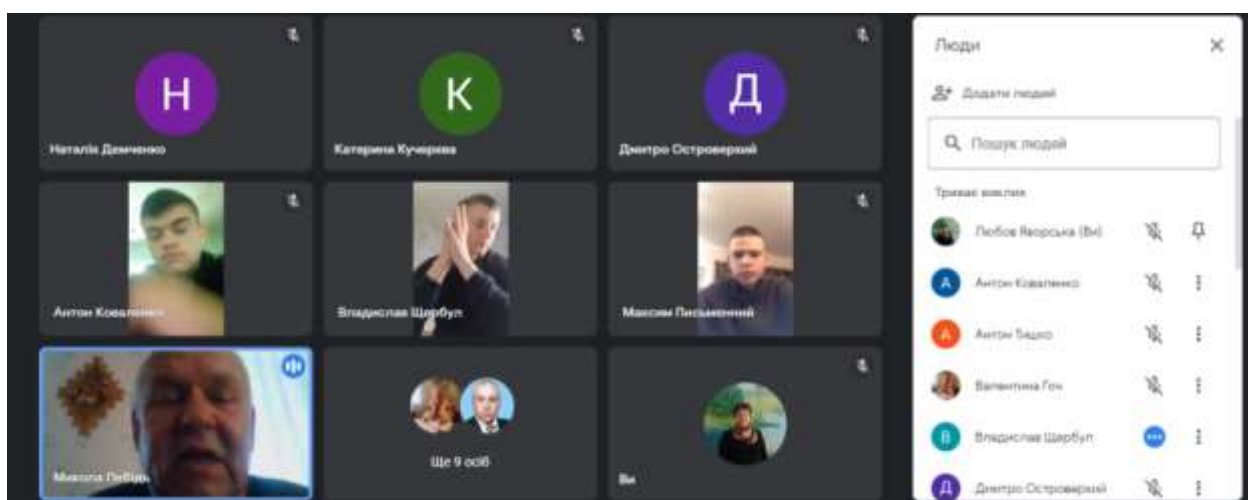 Н
К
Д
Наталія Демченко
Катерина Кучерява
Дмитро Островерхий
Антон Коваленко
Владислав Щербул
Максим Письменний
Микола
Ще 9 осіб
Ви
Люди
Додати людей
Пошук людей
Триває виклик
Любов Яворська (Ви)
А
Антон Коваленко
А
Антон
Валентина Гоч
В
Владислав Щербул
Д
Дмитро Островерхий